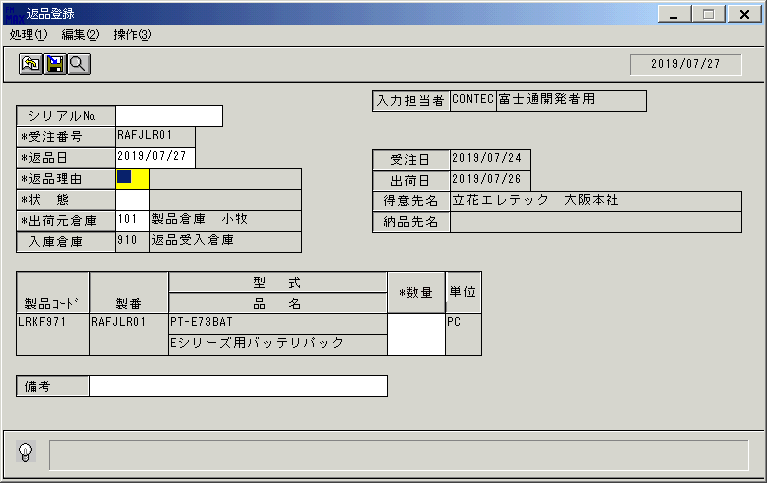 返品登録
処理(1) 編集(2) 操作(3)
2019/07/27
入力担当者 CONTEC 富士通開発者用
シリアル№
*受注番号 RAFJLR01
*返品日 2019/07/27
受注日 2019/07/24
*返品理由
出荷日 2019/07/26
*状 態
得意先名 立花エレテック 大阪本社
*出荷元倉庫 101 製品倉庫 小牧
納品先名
入庫倉庫 910 返品受入倉庫
製品ｺｰﾄﾞ 製番 型 式 *数量 単位
品 名
LRKF971 RAFJLR01 PT-E73BAT PC
Eシリーズ用バッテリパック
備考